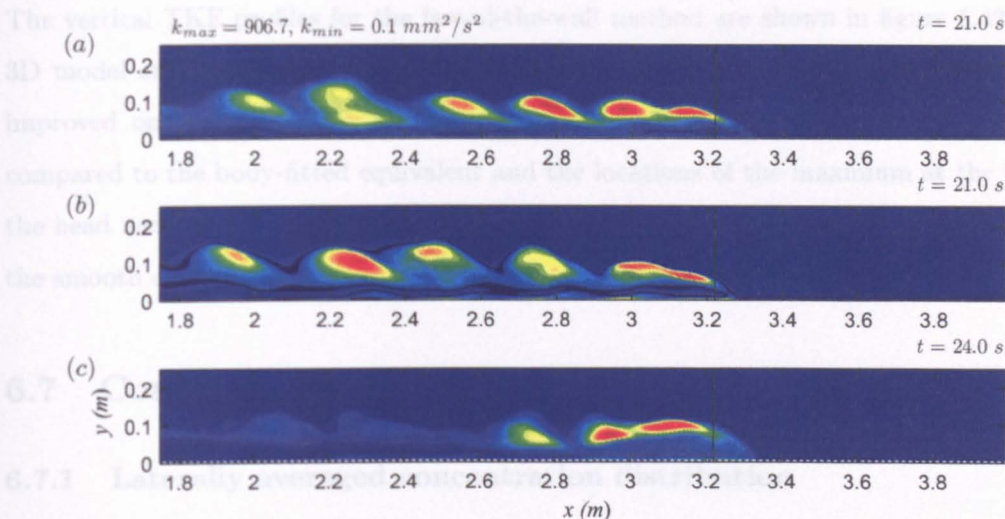 The vertical TKE profiles for the
method are shown in figure
k_max = 906.7, k_min = 0.1 mm²/s²
t = 21.0 s
(a)
3D model
improved
0.2
0.1
0
1.8 2 2.2 2.4 2.6 2.8 3 3.2 3.4 3.6 3.8
compared to the body-fitted equivalent and the locations of the maximum at the
t = 21.0 s
(b)
the head
the smooth
0.2
0.1
0
1.8 2 2.2 2.4 2.6 2.8 3 3.2 3.4 3.6 3.8
t = 24.0 s
(c)
6.7
y (m)
0.2
0.1
0
1.8 2 2.2 2.4 2.6 2.8 3 3.2 3.4 3.6 3.8
6.7.1 Laterally averaged concentration distribution
x (m)